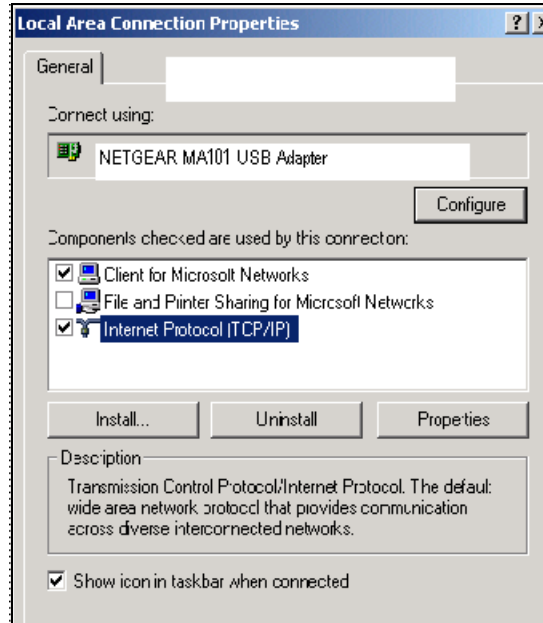 Local Area Connection Properties
General
Connect using:
NETGEAR MA101 USB Adapter
Configure
Components checked are used by this connection:
Client for Microsoft Networks
File and Printer Sharing for Microsoft Networks
Internet Protocol (TCP/IP)
Install...
Uninstall
Properties
Description
Transmission Control Protocol/Internet Protocol. The default
wide area network protocol that provides communication
across diverse interconnected networks.
Show icon in taskbar when connected